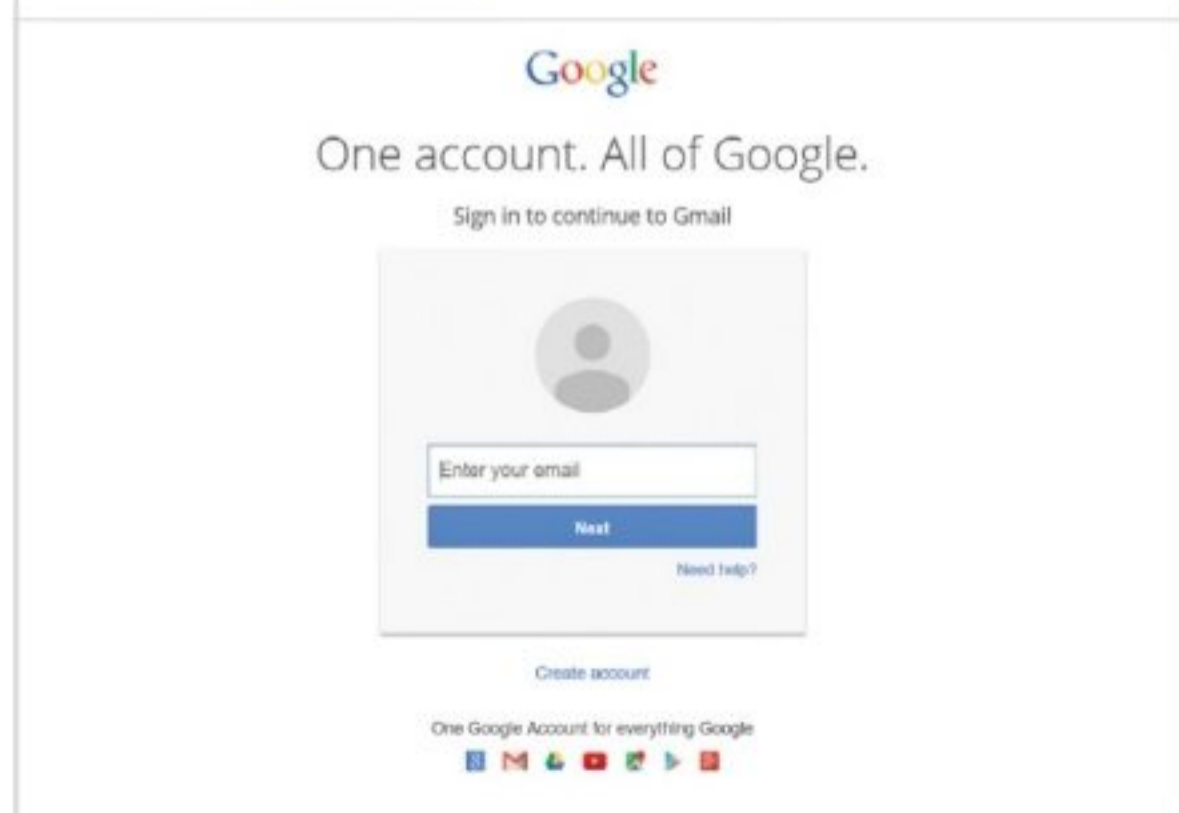 Google
One account. All of Google.
Sign in to continue to Gmail
Enter your email
Next
Need help?
Create account
One Google Account for everything Google